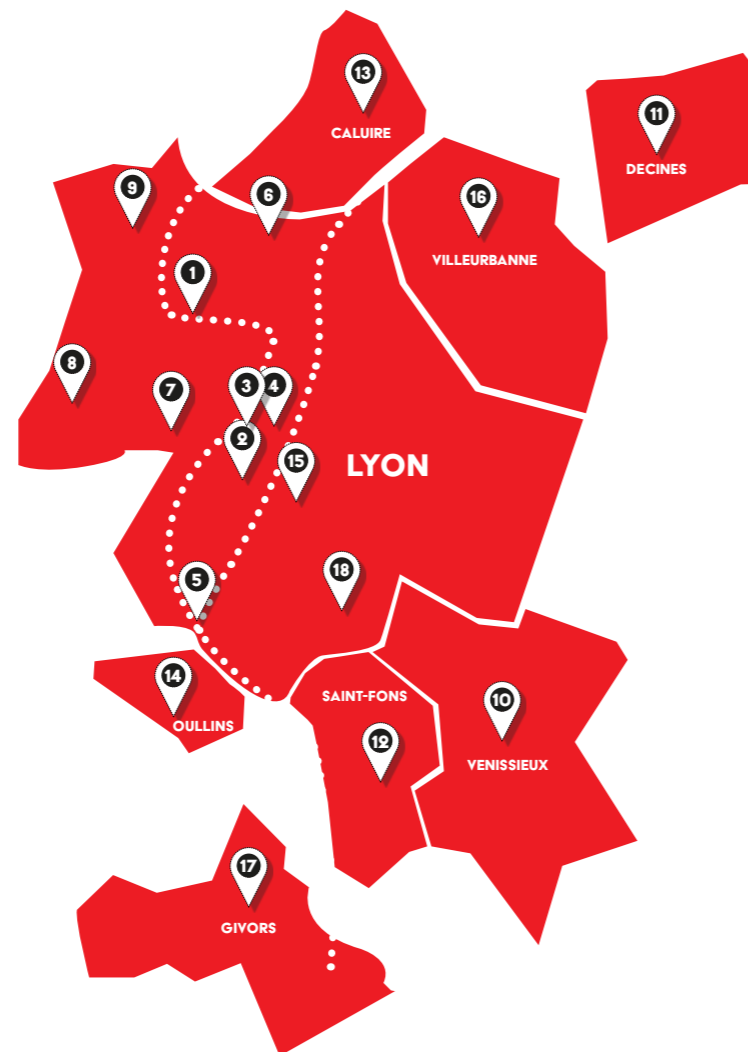 13
CALUIRE
11
DECINES
9
6
16
VILLEURBANNE
1
8
7
3
4
2
15
LYON
5
18
14
OULLINS
SAINT-FONS
10
12
VENISSIEUX
17
GIVORS